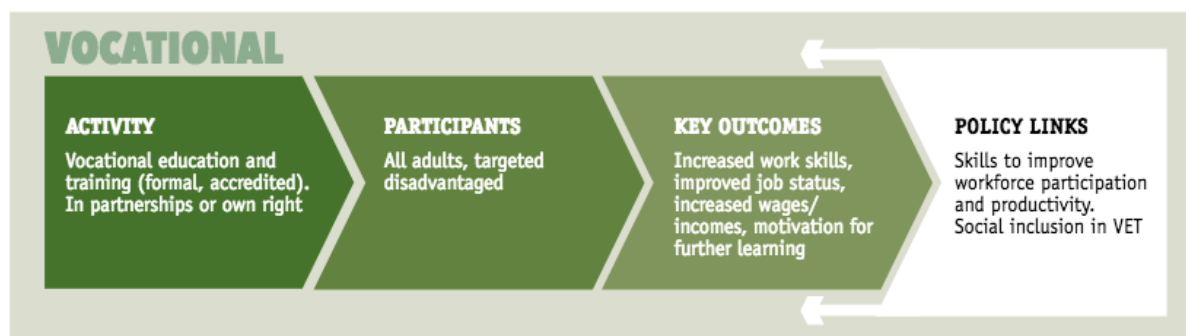 VOCATIONAL
ACTIVITY
Vocational education and
training (formal, accredited).
In partnerships or own right
PARTICIPANTS
All adults, targeted
disadvantaged
KEY OUTCOMES
Increased work skills,
improved job status,
increased wages/
incomes, motivation for
further learning
POLICY LINKS
Skills to improve
workforce participation
and productivity.
Social inclusion in VET